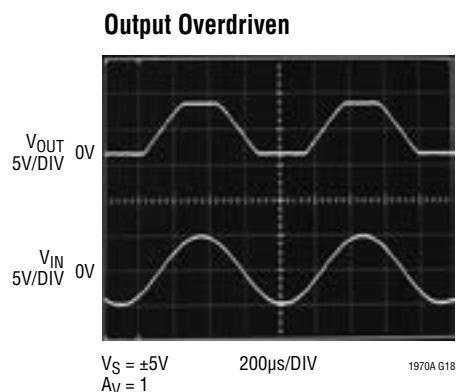 Output Overdriven
VOUT
5V/DIV
0V
VIN
5V/DIV
0V
VS = ±5V
AV = 1
200µs/DIV
1970A G18